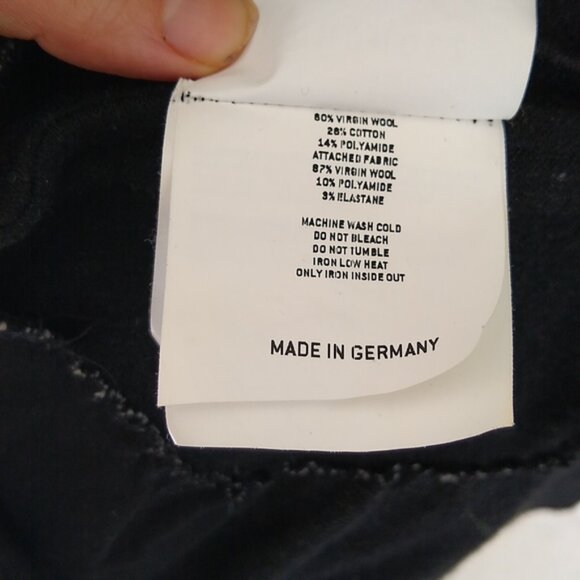 60% VIRGIN WOOL
26% COTTON
14% POLYAMIDE
ATTACHED FABRIC
87% VIRGIN WOOL
10% POLYAMIDE
3% ELASTANE
MACHINE WASH COLD
DO NOT BLEACH
DO NOT TUMBLE
IRON LOW HEAT
ONLY IRON INSIDE OUT
MADE IN GERMANY